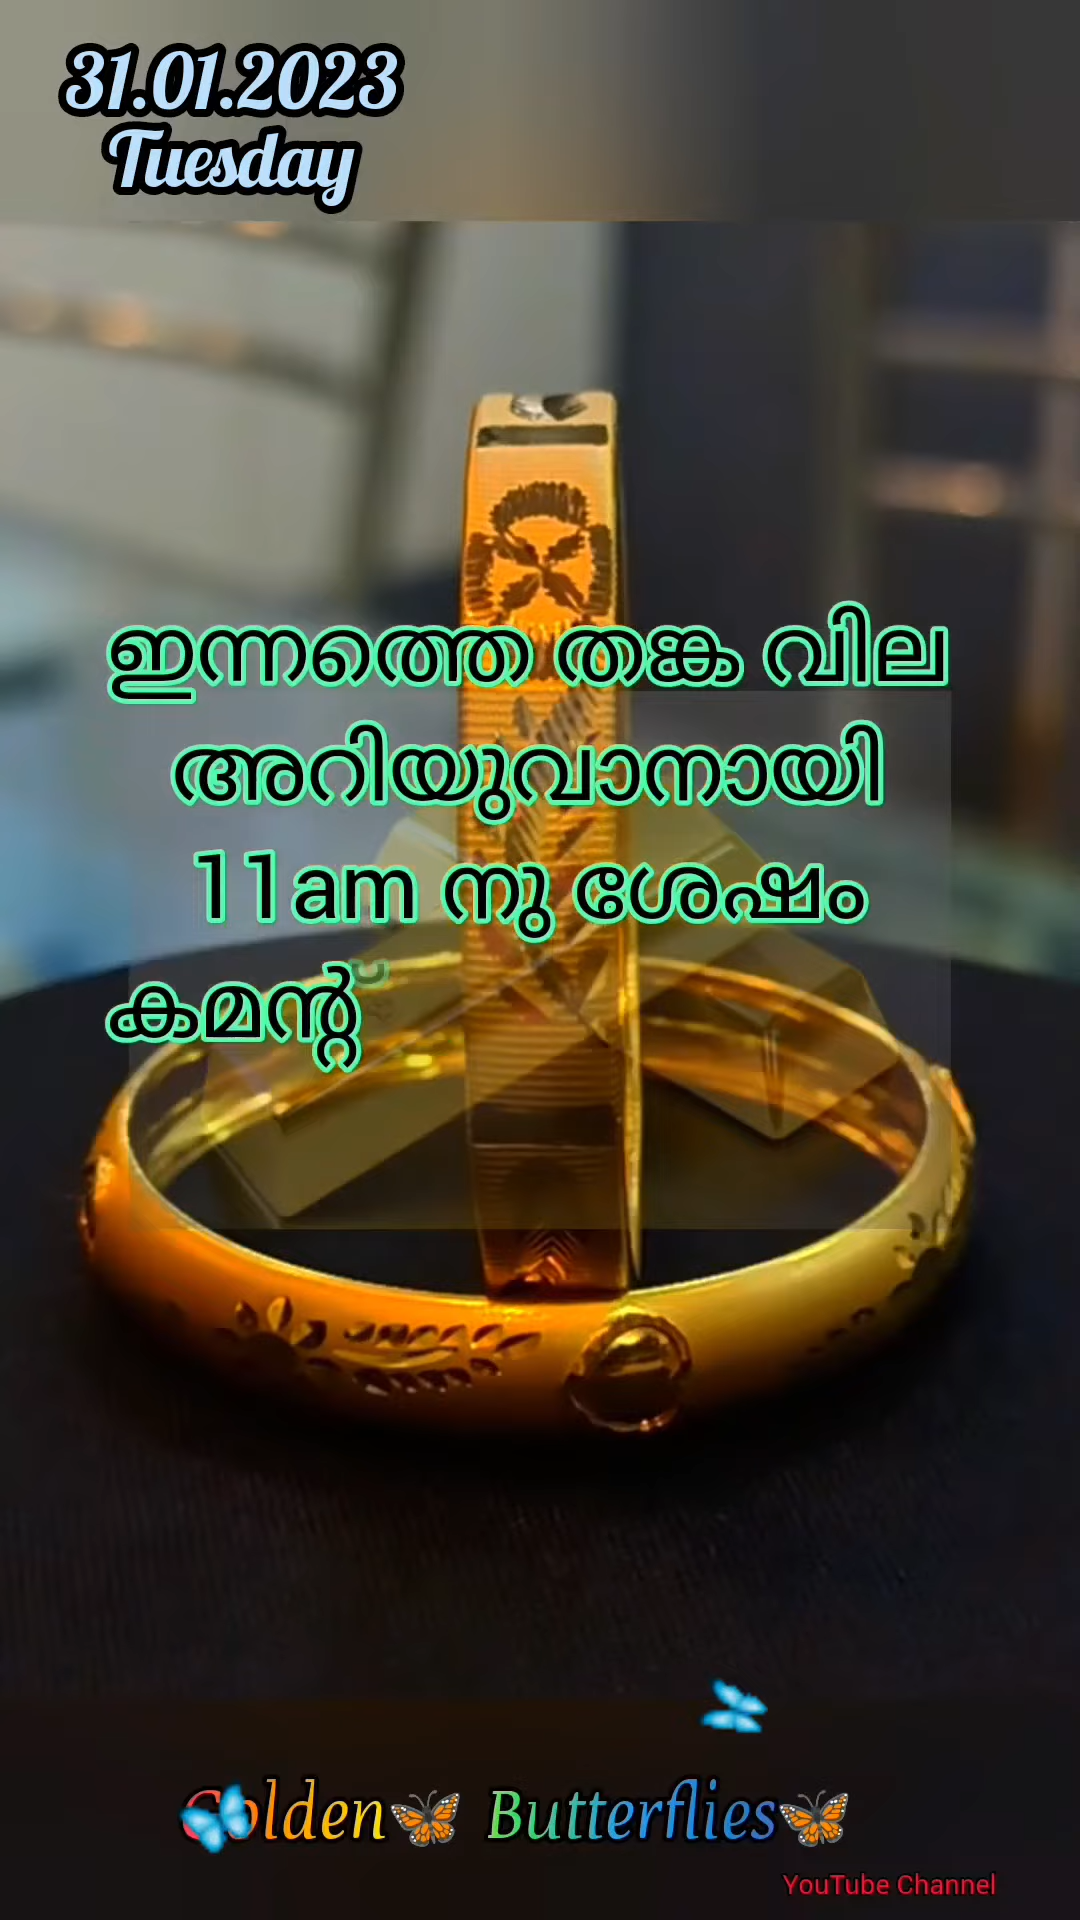 31.01.2023
Tuesday
ഇന്നത്തെ തങ്ക വില
അറിയുവാനായി
11am നു ശേഷം
കമന്റ്
Golden🦋 Butterflies🦋
YouTube Channel